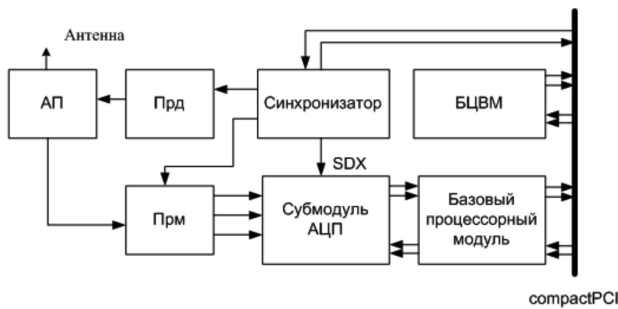 Антенна
АП
Прд
Синхронизатор
БЦВМ
SDX
Прм
Субмодуль
АЦП
Базовый
процессорный
модуль
compactPCI